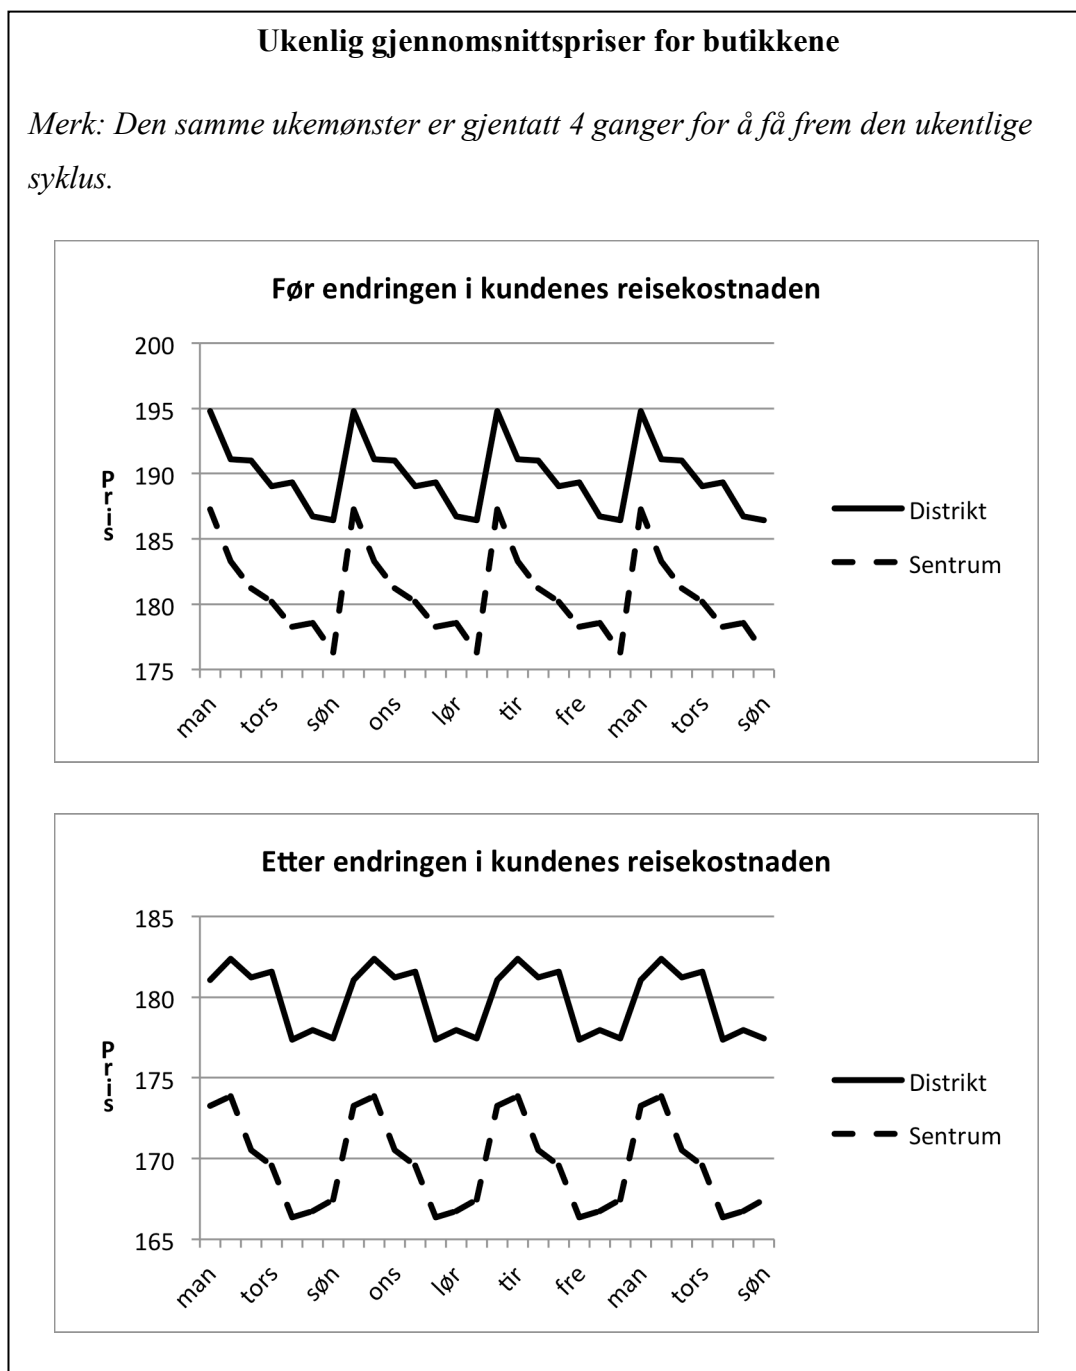 Ukenlig gjennomsnittspriser for butikkene
Merk: Den samme ukemønster er gjentatt 4 ganger for å få frem den ukentlige
syklus.
Før endringen i kundenes reisekostnaden
200
195
190
185
180
175
Pris
man
tors
søn
ons
lør
tir
fre
man
tors
søn
Distrikt
Sentrum
Etter endringen i kundenes reisekostnaden
185
180
175
170
165
Pris
man
tors
søn
ons
lør
tir
fre
man
tors
søn
Distrikt
Sentrum